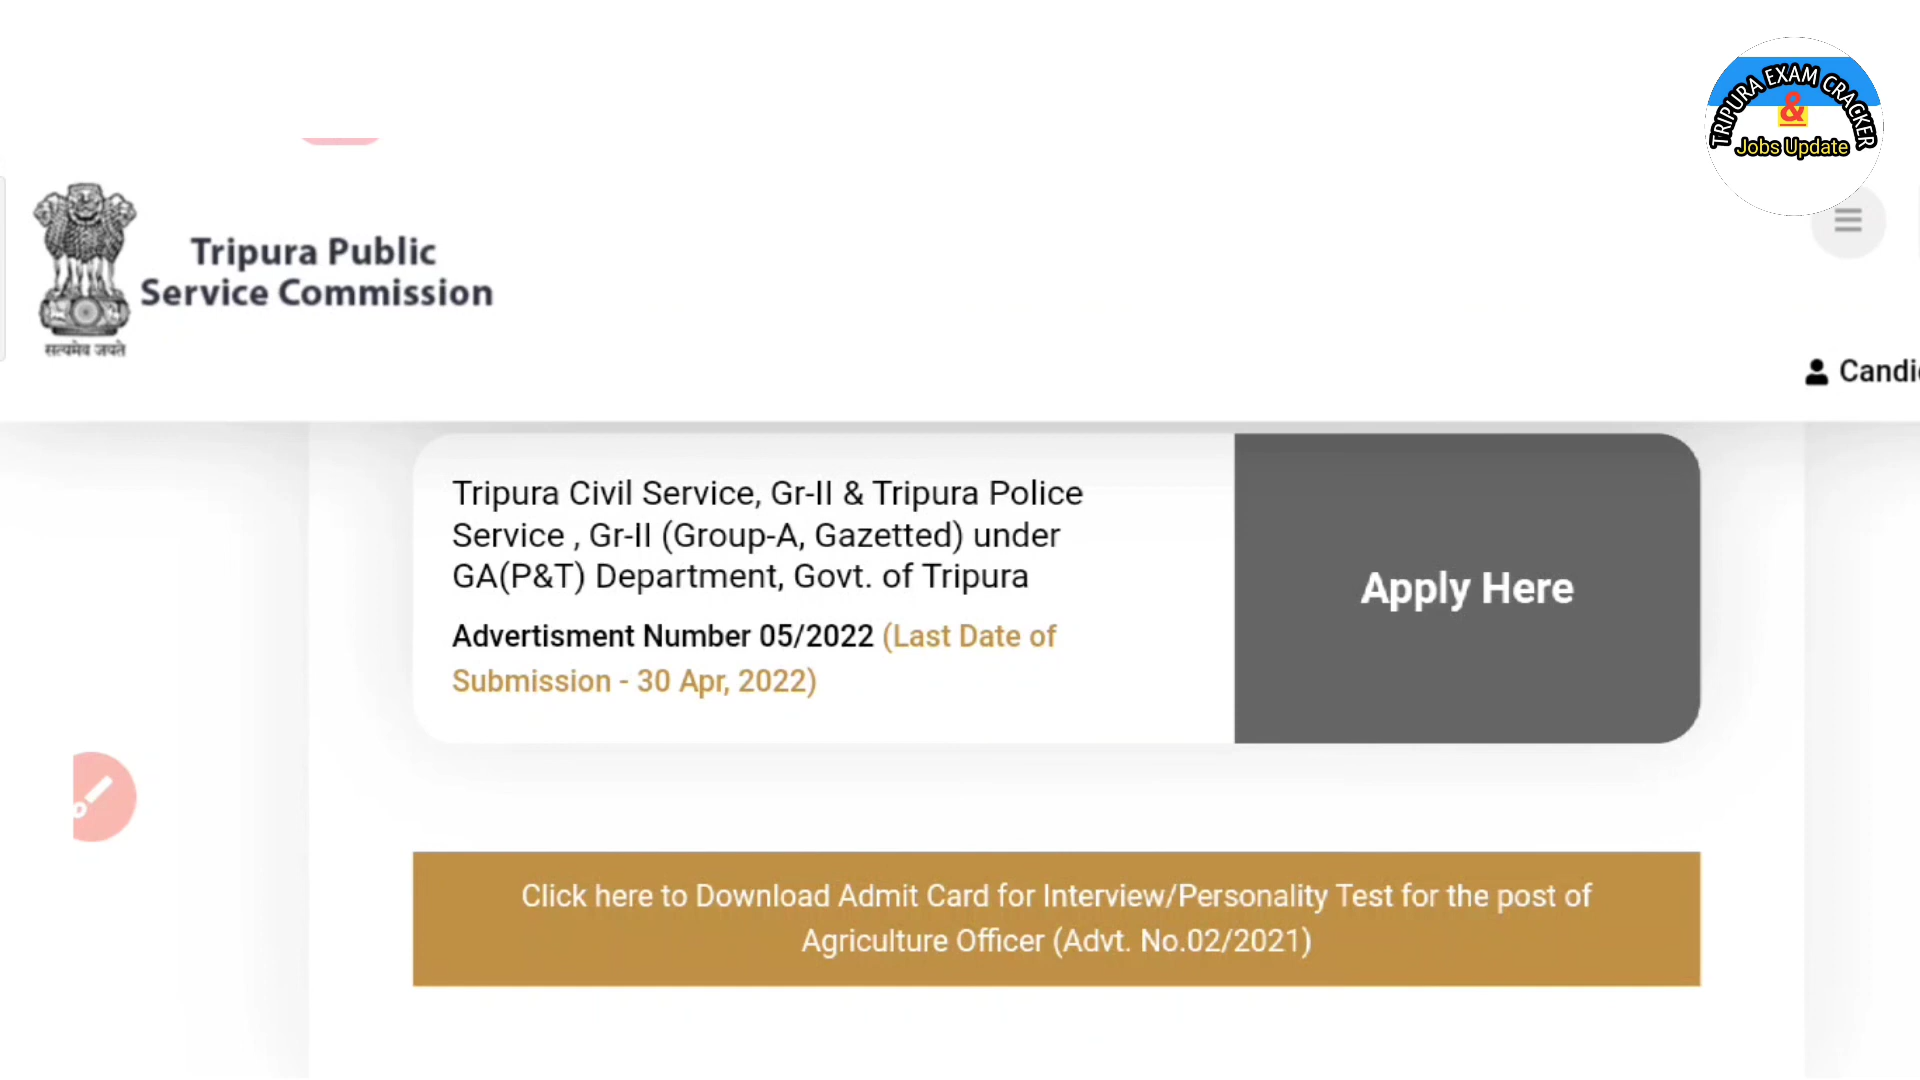 TRIPURA EXAM CRACKER
&
Jobs Update
Tripura Public
Service Commission
सत्यमेव जयते
Candi
Tripura Civil Service, Gr-II & Tripura Police
Service , Gr-II (Group-A, Gazetted) under
GA(P&T) Department, Govt. of Tripura
Advertisment Number 05/2022 (Last Date of
Submission - 30 Apr, 2022)
Apply Here
Click here to Download Admit Card for Interview/Personality Test for the post of
Agriculture Officer (Advt. No.02/2021)